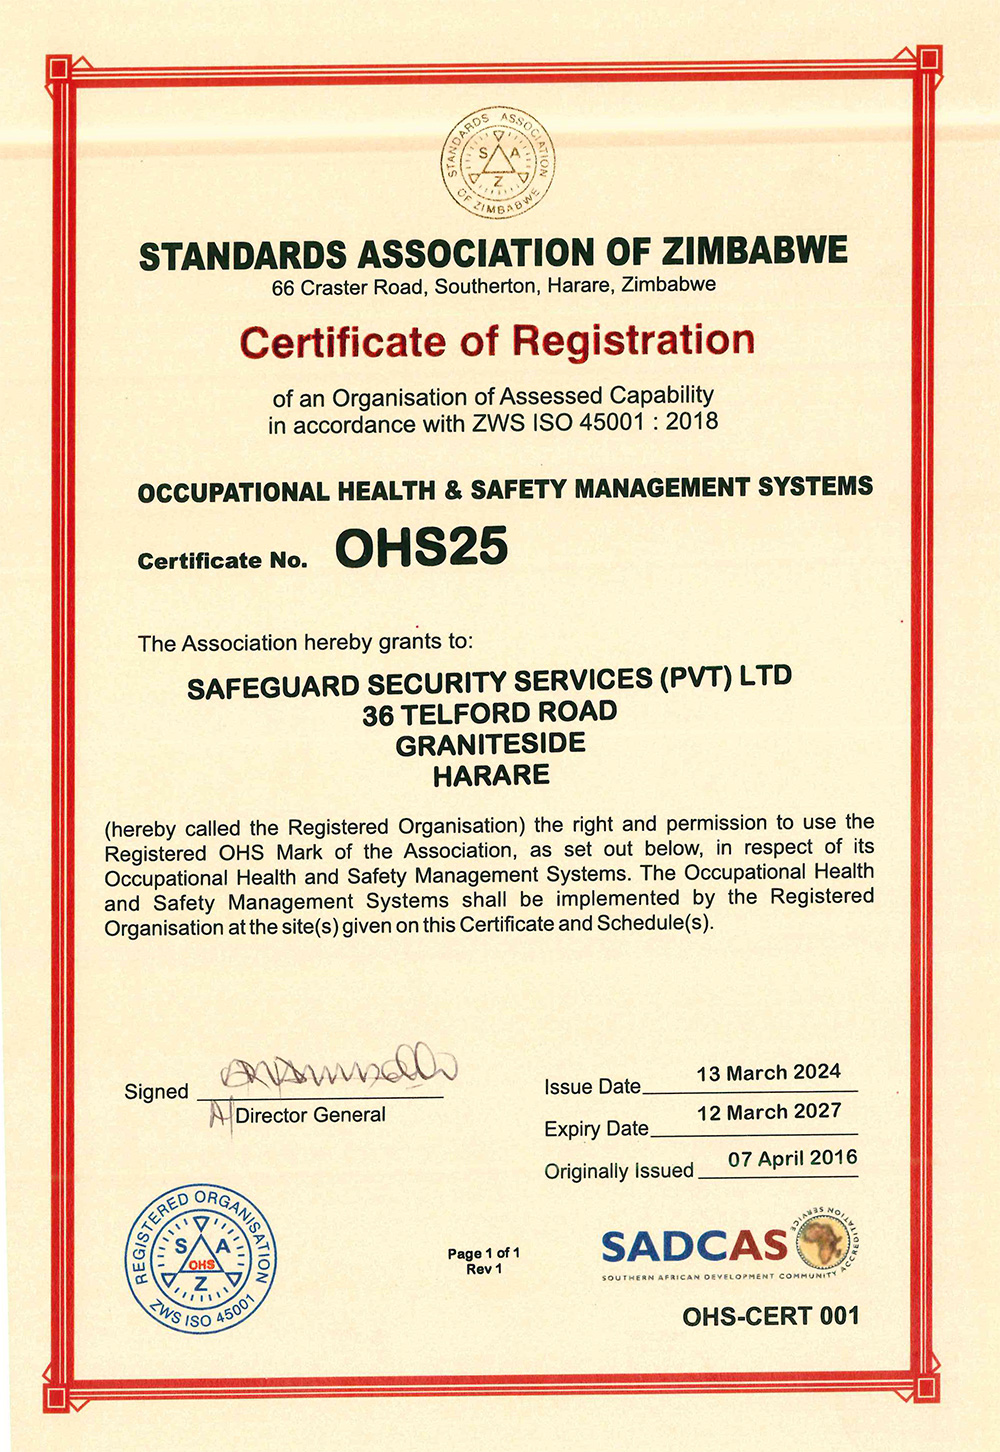 STANDARDS ASSOCIATION OF ZIMBABWE
S A Z
STANDARDS ASSOCIATION OF ZIMBABWE
66 Craster Road, Southerton, Harare, Zimbabwe
Certificate of Registration
of an Organisation of Assessed Capability
in accordance with ZWS ISO 45001 : 2018
OCCUPATIONAL HEALTH & SAFETY MANAGEMENT SYSTEMS
Certificate No. OHS25
The Association hereby grants to:
SAFEGUARD SECURITY SERVICES (PVT) LTD
36 TELFORD ROAD
GRANITESIDE
HARARE
(hereby called the Registered Organisation) the right and permission to use the
Registered OHS Mark of the Association, as set out below, in respect of its
Occupational Health and Safety Management Systems. The Occupational Health
and Safety Management Systems shall be implemented by the Registered
Organisation at the site(s) given on this Certificate and Schedule(s).
Signed
A/Director General
Issue Date 13 March 2024
Expiry Date 12 March 2027
Originally Issued 07 April 2016
REGISTERED ORGANISATION
S A Z
OHS
ZWS ISO 45001
Page 1 of 1
Rev 1
SADCAS
SOUTHERN AFRICAN DEVELOPMENT COMMUNITY ACCREDITATION SERVICE
OHS-CERT 001